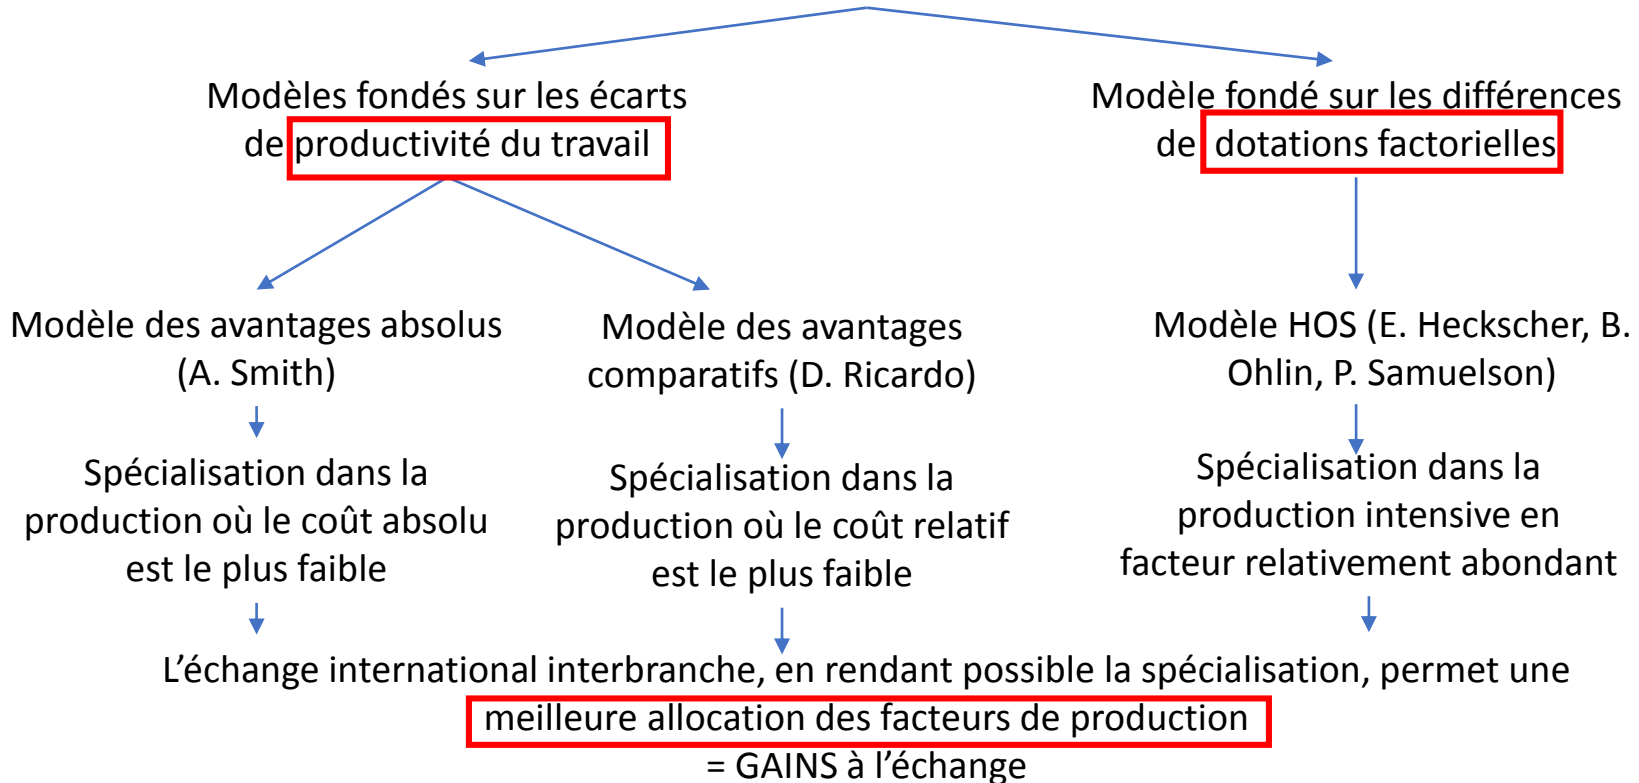 Modèles fondés sur les écarts
de productivité du travail
Modèle fondé sur les différences
de dotations factorielles
Modèle des avantages absolus
(A. Smith)
Modèle des avantages
comparatifs (D. Ricardo)
Modèle HOS (E. Heckscher, B.
Ohlin, P. Samuelson)
Spécialisation dans la
production où le coût absolu
est le plus faible
Spécialisation dans la
production où le coût relatif
est le plus faible
Spécialisation dans la
production intensive en
facteur relativement abondant
L’échange international interbranche, en rendant possible la spécialisation, permet une
meilleure allocation des facteurs de production
= GAINS à l’échange